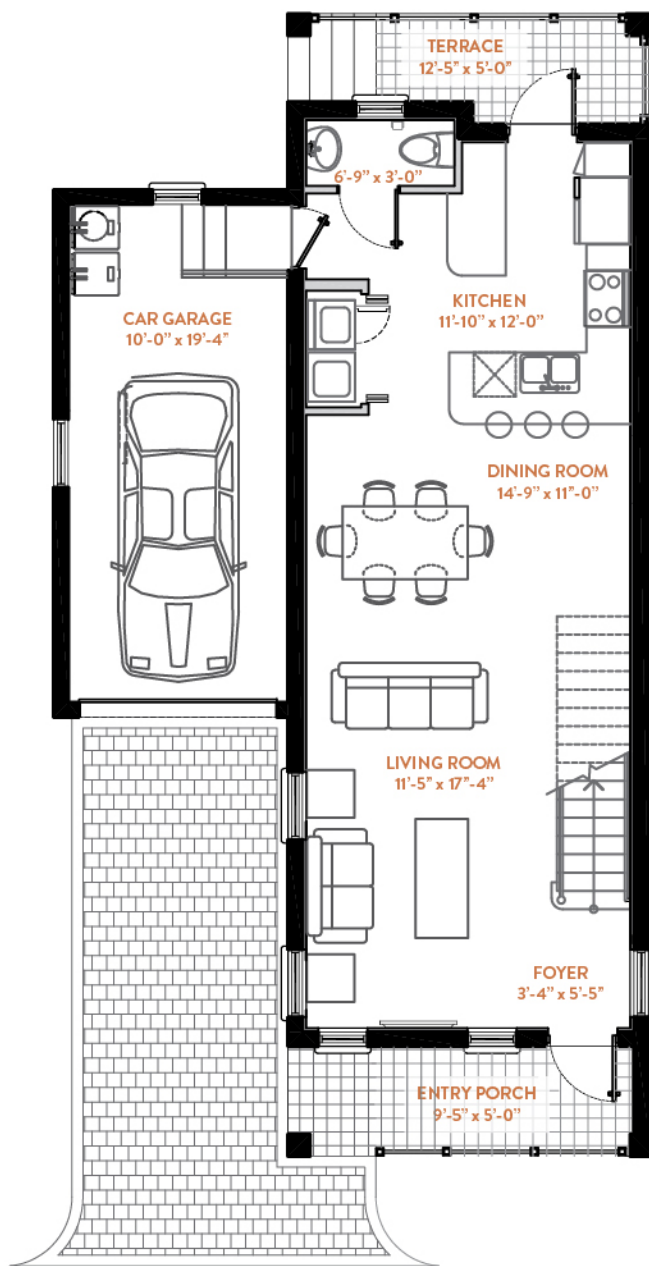 TERRACE
12'-5" x 5'-0"
6'-9" x 3'-0"
CAR GARAGE
10'-0" x 19'-4"
KITCHEN
11'-10" x 12'-0"
DINING ROOM
14'-9" x 11"-0"
LIVING ROOM
11'-5" x 17"-4"
FOYER
3'-4" x 5'-5"
ENTRY PORCH
9'-5" x 5'-0"